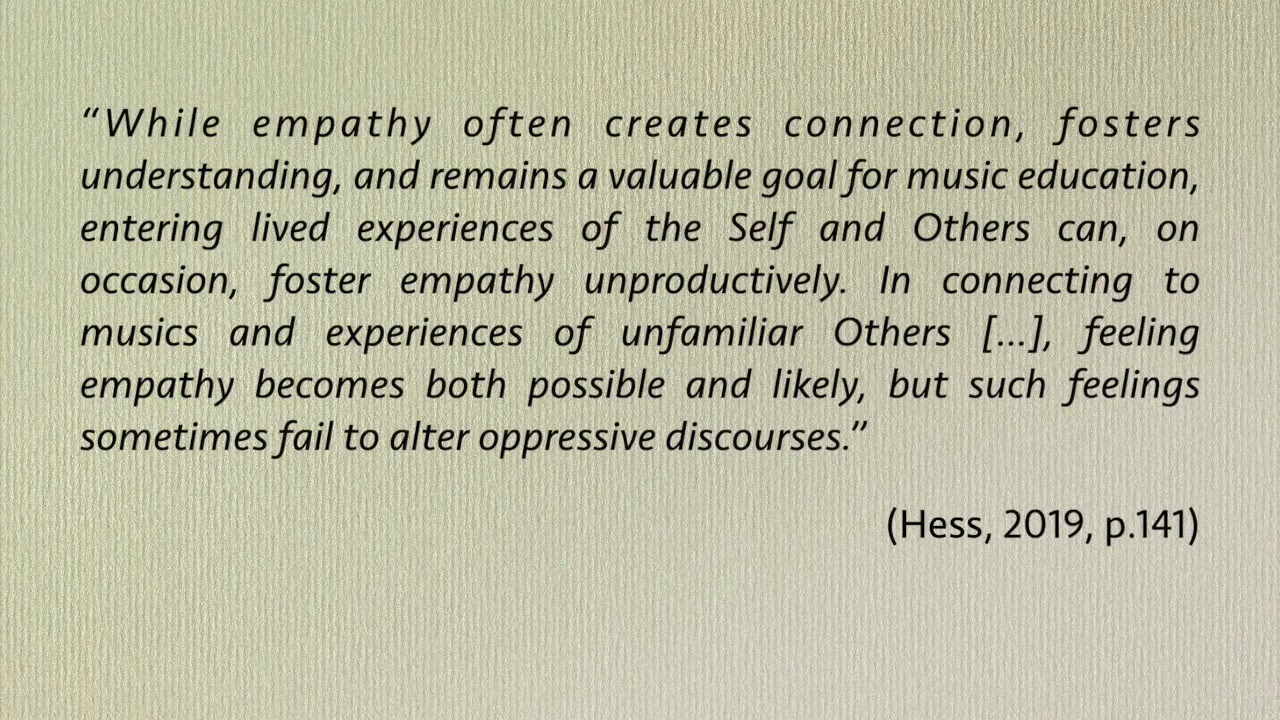 “While empathy often creates connection, fosters
understanding, and remains a valuable goal for music education,
entering lived experiences of the Self and Others can, on
occasion, foster empathy unproductively. In connecting to
musics and experiences of unfamiliar Others [...], feeling
empathy becomes both possible and likely, but such feelings
sometimes fail to alter oppressive discourses.”
(Hess, 2019, p.141)